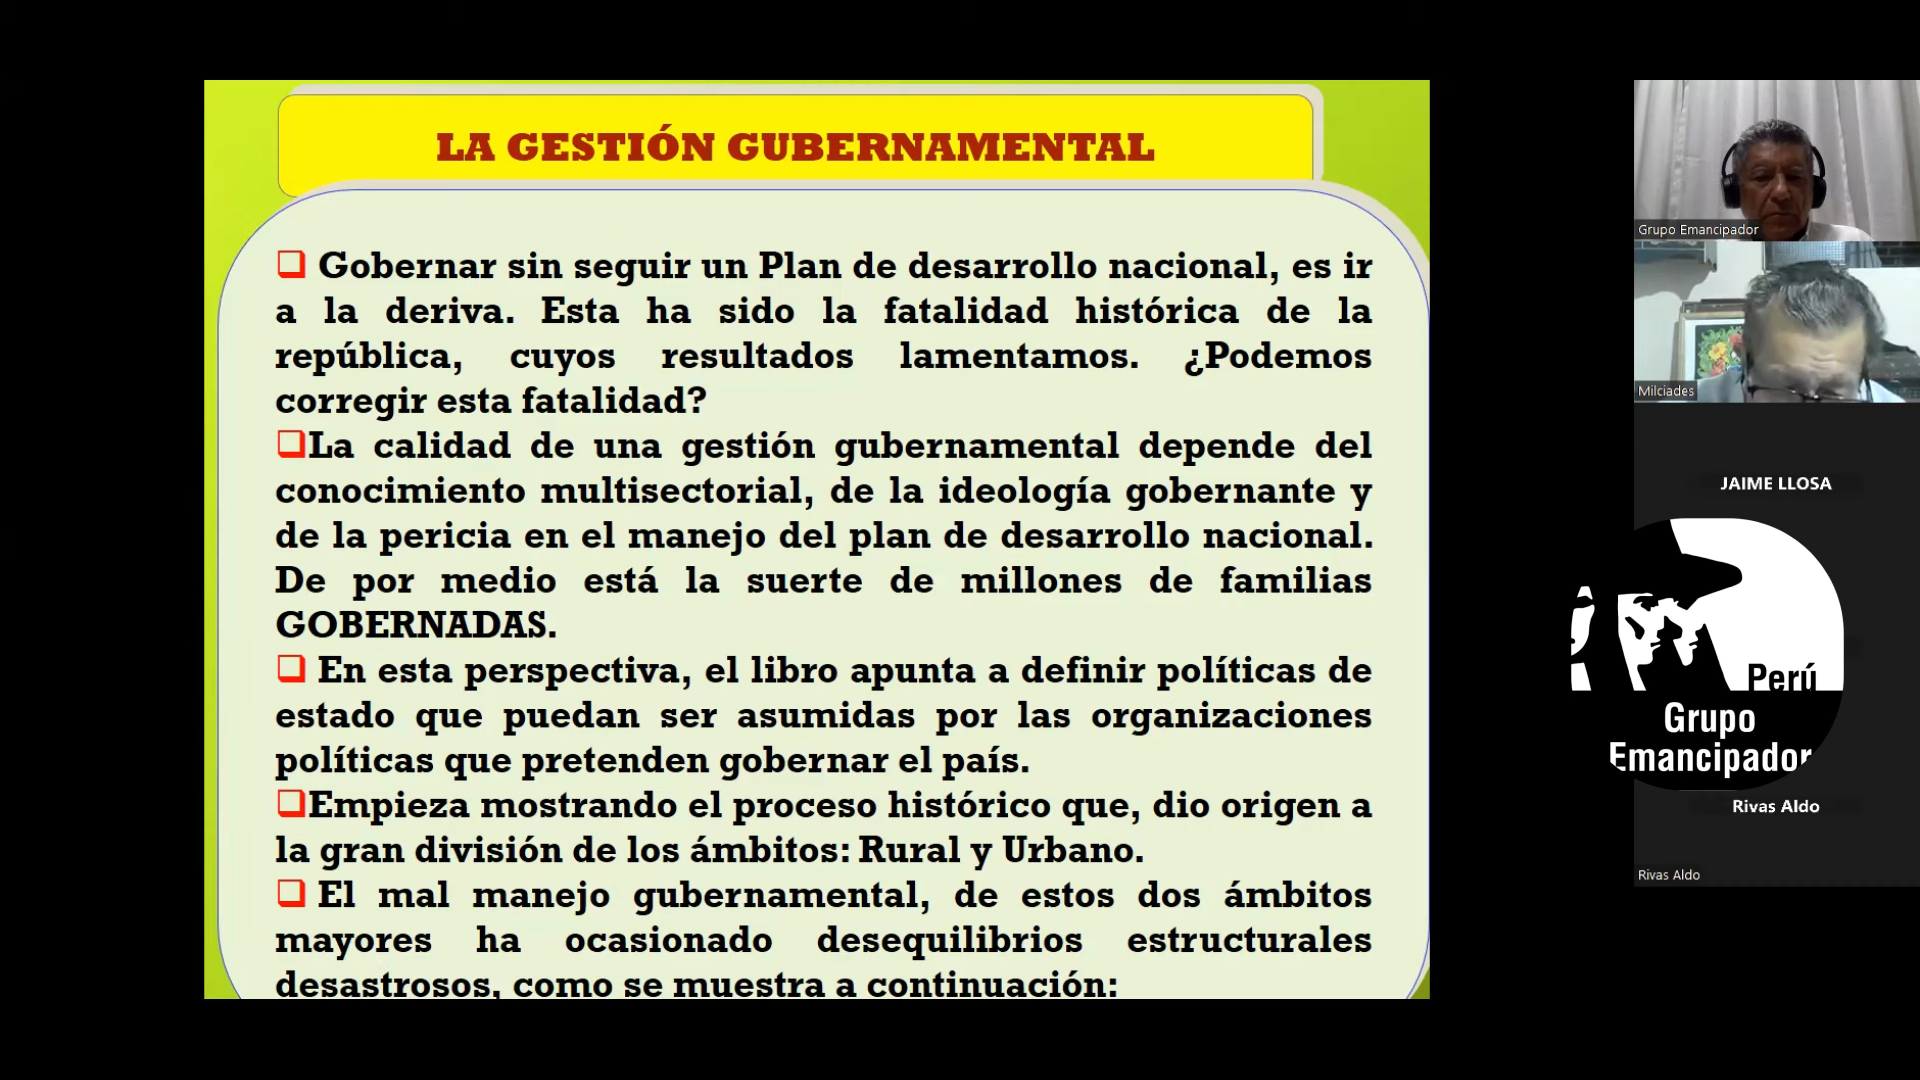 LA GESTIÓN GUBERNAMENTAL
❑ Gobernar sin seguir un Plan de desarrollo nacional, es ir
a la deriva. Esta ha sido la fatalidad histórica de la
república, cuyos resultados lamentamos. ¿Podemos
corregir esta fatalidad?
❑La calidad de una gestión gubernamental depende del
conocimiento multisectorial, de la ideología gobernante y
de la pericia en el manejo del plan de desarrollo nacional.
De por medio está la suerte de millones de familias
GOBERNADAS.
❑ En esta perspectiva, el libro apunta a definir políticas de
estado que puedan ser asumidas por las organizaciones
políticas que pretenden gobernar el país.
❑Empieza mostrando el proceso histórico que, dio origen a
la gran división de los ámbitos: Rural y Urbano.
❑ El mal manejo gubernamental, de estos dos ámbitos
mayores ha ocasionado desequilibrios estructurales
desastrosos, como se muestra a continuación:
Grupo Emancipador
Milciades
JAIME LLOSA
Perú
Grupo
Emancipador
Rivas Aldo
Rivas Aldo